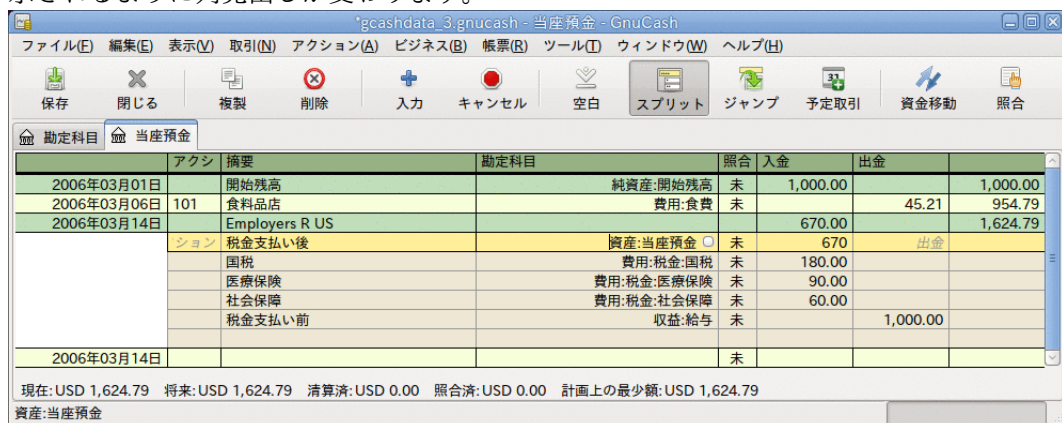 *gcashdata_3.gnucash - 当座預金 - GnuCash
ファイル(F) 編集(E) 表示(V) 取引(N) アクション(A) ビジネス(B) 帳票(R) ツール(T) ウィンドウ(W) ヘルプ(H)
保存 閉じる 複製 削除 入力 キャンセル 空白 スプリット ジャンプ 予定取引 資金移動 照合
勘定科目 当座預金
アクシ 摘要 勘定科目 照合 入金 出金
2006年03月01日 開始残高 純資産:開始残高 未 1,000.00 1,000.00
2006年03月06日 101 食料品店 費用:食費 未 45.21 954.79
2006年03月14日 Employers R US 670.00 1,624.79
ション 税金支払い後 資産:当座預金 未 670 出金
国税 費用:税金:国税 未 180.00
医療保険 費用:税金:医療保険 未 90.00
社会保障 費用:税金:社会保障 未 60.00
税金支払い前 収益:給与 未 1,000.00
2006年03月14日 未
現在:USD 1,624.79 将来:USD 1,624.79 清算済:USD 0.00 照合済:USD 0.00 計画上の最少額:USD 1,624.79
資産:当座預金